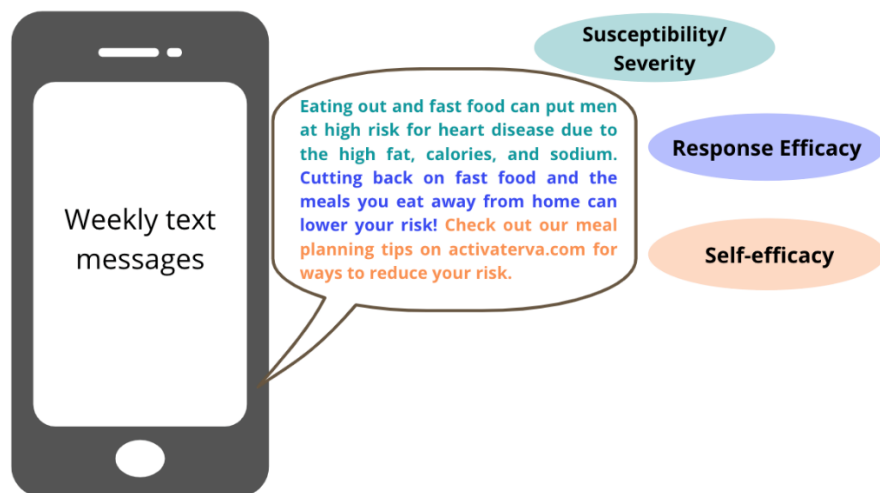 Susceptibility/
Severity
Eating out and fast food can put men
at high risk for heart disease due to
the high fat, calories, and sodium.
Cutting back on fast food and the
meals you eat away from home can
lower your risk! Check out our meal
planning tips on activaterva.com for
ways to reduce your risk.
Response Efficacy
Self-efficacy
Weekly text
messages